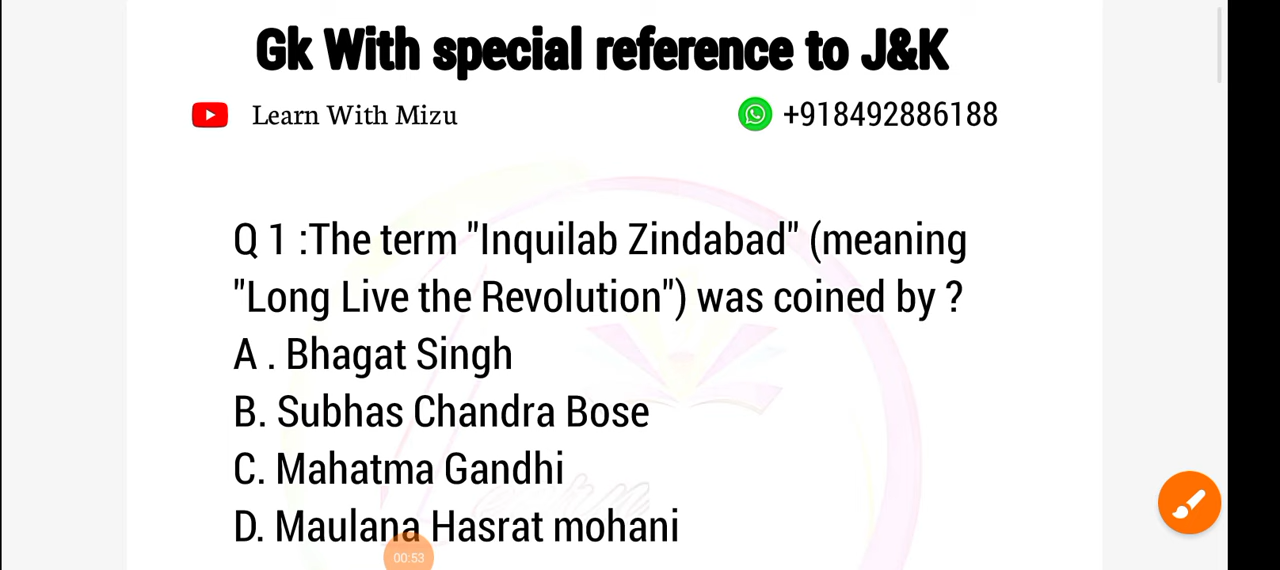 Gk With special reference to J&K
Learn With Mizu
+918492886188
Q 1 :The term "Inquilab Zindabad" (meaning
"Long Live the Revolution") was coined by ?
A . Bhagat Singh
B. Subhas Chandra Bose
C. Mahatma Gandhi
D. Maulana Hasrat mohani
00:53